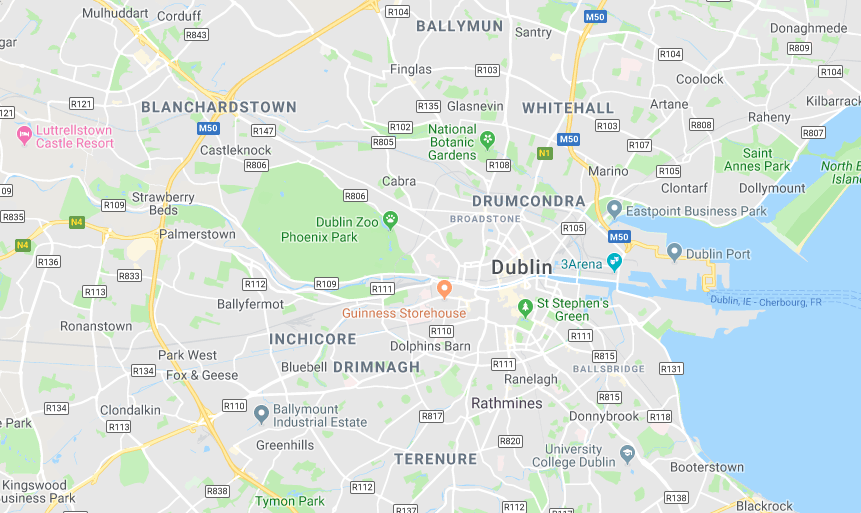 Mulhuddart
Corduff
R104
M50
BALLYMUN
Santry
Donaghmede
R843
R809
R104
Finglas
R103
Coolock
R104
R121
BLANCHARDSTOWN
R135
Glasnevin
WHITEHALL
Artane
Kilbarrack
121
Raheny
Luttrellstown
Castle Resort
M50
R147
R102
R805
National
Botanic
Gardens
M50
R103
R808
R807
R107
Castleknock
N1
Saint
Annes Park
R806
R108
Marino
R105
North B
Island
Cabra
Clontarf
Dollymount
09
Strawberry
Beds
R806
DRUMCONDRA
R109
R835
N4
Dublin Zoo
Phoenix Park
BROADSTONE
Eastpoint Business Park
R105
M50
N4
Palmerstown
Dublin Port
R136
Dublin
3Arena
R833
R113
R112
R109
R111
Dublin, IE - Cherbourg, FR
Ballyfermot
Guinness Storehouse
St Stephen's
Green
Ronanstown
R110
R111
INCHICORE
Dolphins Barn
Park West
R815
R134
Fox & Geese
Bluebell
DRIMNAGH
R111
BALLSBRIDGE
R131
Ranelagh
R134
Clondalkin
R110
Ballymount
Industrial Estate
Rathmines
R815
e Park
R113
R817
Donnybrook
R118
Greenhills
R820
University
College Dublin
TERENURE
Booterstown
Kingswood
usiness Park
R838
R112
R138
Tymon Park
R137
R112
R117
Blackrock